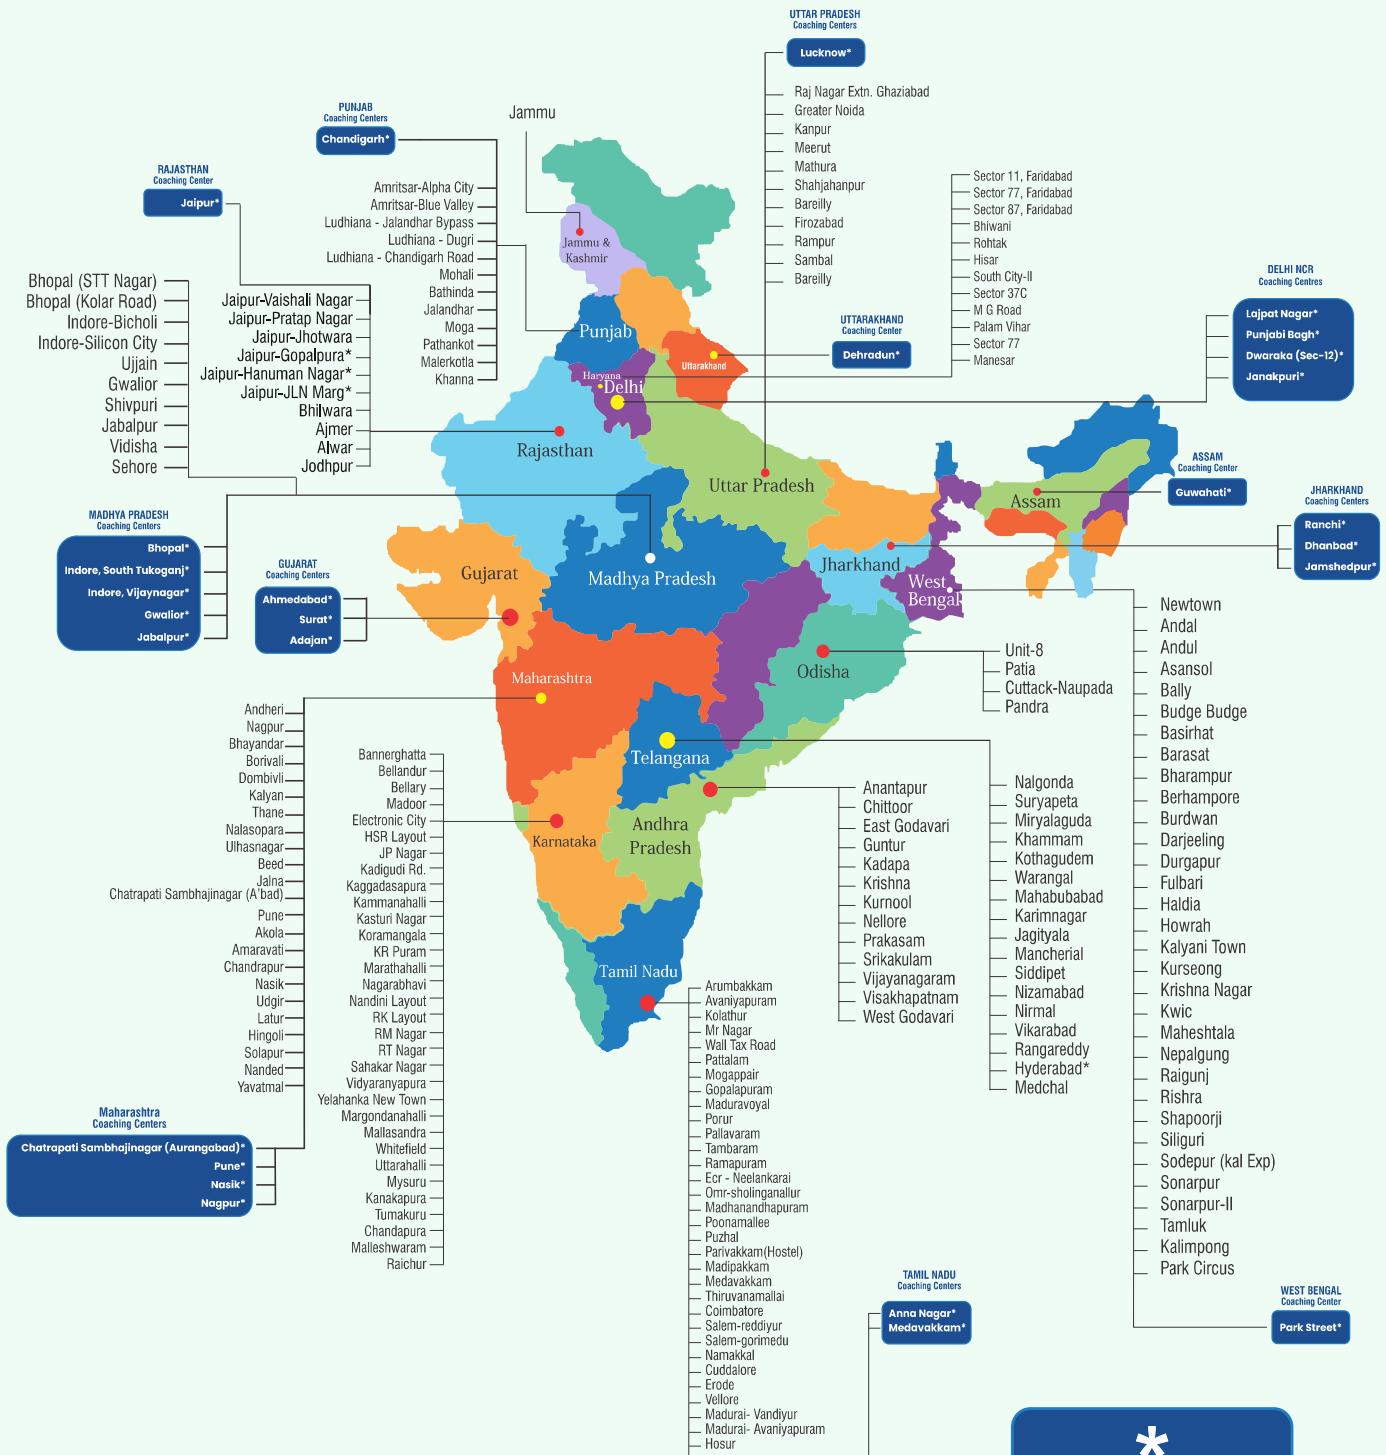 UTTAR PRADESH
Coaching Centers
Lucknow*
Raj Nagar Extn. Ghaziabad
Greater Noida
Kanpur
Meerut
Mathura
Shahjahanpur
Bareilly
Firozabad
Rampur
Sambal
Bareilly
PUNJAB
Coaching Centers
Chandigarh*
Amritsar-Alpha City
Amritsar-Blue Valley
Ludhiana - Jalandhar Bypass
Ludhiana - Dugri
Ludhiana - Chandigarh Road
Mohali
Bathinda
Jalandhar
Moga
Pathankot
Malerkotla
Khanna
Jammu
RAJASTHAN
Coaching Center
Jaipur*
Jaipur-Vaishali Nagar
Jaipur-Pratap Nagar
Jaipur-Jhotwara
Jaipur-Gopalpura*
Jaipur-Hanuman Nagar*
Jaipur-JLN Marg*
Bhilwara
Ajmer
Alwar
Jodhpur
Bhopal (STT Nagar)
Bhopal (Kolar Road)
Indore-Bicholi
Indore-Silicon City
Ujjain
Gwalior
Shivpuri
Jabalpur
Vidisha
Sehore
Sector 11, Faridabad
Sector 77, Faridabad
Sector 87, Faridabad
Bhiwani
Rohtak
Hisar
South City-II
Sector 37C
M G Road
Palam Vihar
Sector 77
Manesar
DELHI NCR
Coaching Centres
Lajpat Nagar*
Punjabi Bagh*
Dwaraka (Sec-12)*
Janakpuri*
UTTARAKHAND
Coaching Center
Dehradun*
Jammu &
Kashmir
Punjab
Uttarakhand
Haryana
Delhi
Rajasthan
Uttar Pradesh
Assam
Gujarat
Madhya Pradesh
Jharkhand
West
Bengal
Maharashtra
Odisha
Telangana
Karnataka
Andhra
Pradesh
Tamil Nadu
ASSAM
Coaching Center
Guwahati*
JHARKHAND
Coaching Centers
Ranchi*
Dhanbad*
Jamshedpur*
MADHYA PRADESH
Coaching Centers
Bhopal*
Indore, South Tukoganj*
Indore, Vijaynagar*
Gwalior*
Jabalpur*
GUJARAT
Coaching Centers
Ahmedabad*
Surat*
Adajan*
Unit-8
Patia
Cuttack-Naupada
Pandra
Newtown
Andal
Andul
Asansol
Bally
Budge Budge
Basirhat
Barasat
Bharampur
Berhampore
Burdwan
Darjeeling
Durgapur
Fulbari
Haldia
Howrah
Kalyani Town
Kurseong
Krishna Nagar
Kwic
Maheshtala
Nepalgung
Raigunj
Rishra
Shapoorji
Siliguri
Sodepur (kal Exp)
Sonarpur
Sonarpur-II
Tamluk
Kalimpong
Park Circus
WEST BENGAL
Coaching Center
Park Street*
Andheri
Nagpur
Bhayandar
Borivali
Dombivli
Kalyan
Thane
Nalasopara
Ulhasnagar
Beed
Jalna
Chatrapati Sambhajinagar (A'bad)
Pune
Akola
Amaravati
Chandrapur
Nasik
Udgir
Latur
Hingoli
Solapur
Nanded
Yavatmal
Maharashtra
Coaching Centers
Chatrapati Sambhajinagar (Aurangabad)*
Pune*
Nasik*
Nagpur*
Bannerghatta
Bellandur
Bellary
Madoor
Electronic City
HSR Layout
JP Nagar
Kadigudi Rd.
Kaggadasapura
Kammanahalli
Kasturi Nagar
Koramangala
KR Puram
Marathahalli
Nagarabhavi
Nandini Layout
RK Layout
RM Nagar
RT Nagar
Sahakar Nagar
Vidyaranyapura
Yelahanka New Town
Margondanahalli
Mallasandra
Whitefield
Uttarahalli
Mysuru
Kanakapura
Tumakuru
Chandapura
Malleshwaram
Raichur
Anantapur
Chittoor
East Godavari
Guntur
Kadapa
Krishna
Kurnool
Nellore
Prakasam
Srikakulam
Vijayanagaram
Visakhapatnam
West Godavari
Nalgonda
Suryapeta
Miryalaguda
Khammam
Kothagudem
Warangal
Mahabubabad
Karimnagar
Jagityala
Mancherial
Siddipet
Nizamabad
Nirmal
Vikarabad
Rangareddy
Hyderabad*
Medchal
Arumbakkam
Avaniyapuram
Kolathur
Mr Nagar
Wall Tax Road
Pattalam
Mogappair
Gopalapuram
Maduravoyal
Porur
Pallavaram
Tambaram
Ramapuram
Ecr - Neelankarai
Omr-sholinganallur
Madhanandhapuram
Poonamallee
Puzhal
Parivakkam(Hostel)
Madipakkam
Medavakkam
Thiruvanamallai
Coimbatore
Salem-reddiyur
Salem-gorimedu
Namakkal
Cuddalore
Erode
Vellore
Madurai- Vandiyur
Madurai- Avaniyapuram
Hosur
TAMIL NADU
Coaching Centers
Anna Nagar*
Medavakkam*
*